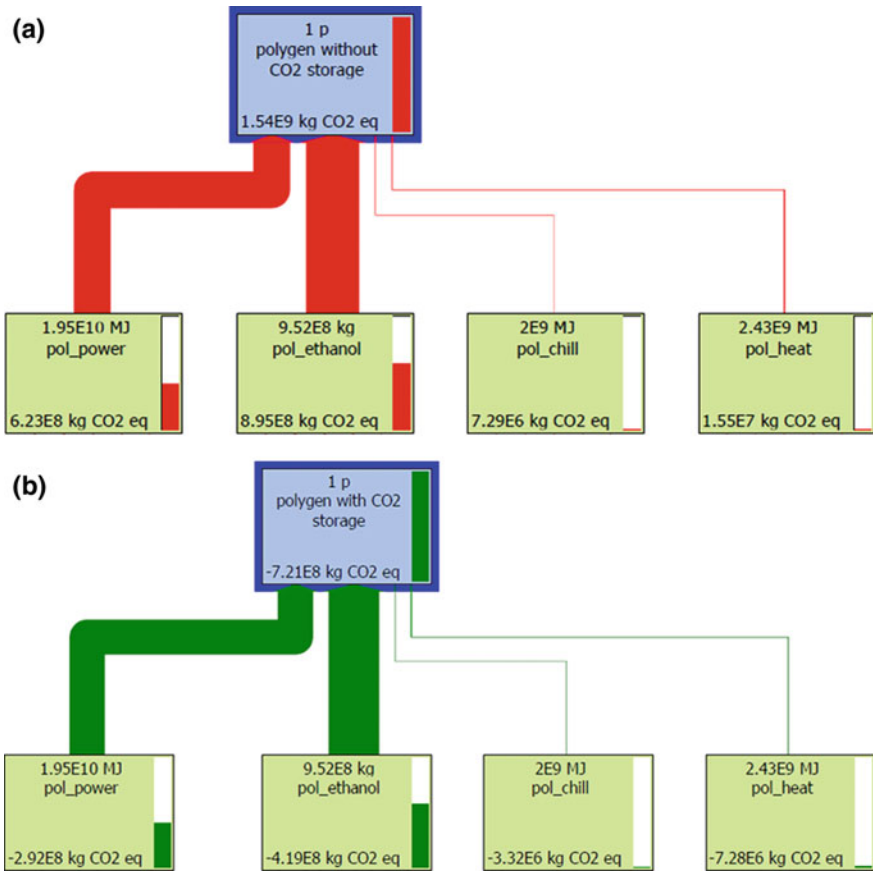 (a)
1 p
polygen without
CO2 storage
1.54E9 kg CO2 eq
1.95E10 MJ
pol_power
6.23E8 kg CO2 eq
9.52E8 kg
pol_ethanol
8.95E8 kg CO2 eq
2E9 MJ
pol_chill
7.29E6 kg CO2 eq
2.43E9 MJ
pol_heat
1.55E7 kg CO2 eq
(b)
1 p
polygen with CO2
storage
-7.21E8 kg CO2 eq
1.95E10 MJ
pol_power
-2.92E8 kg CO2 eq
9.52E8 kg
pol_ethanol
-4.19E8 kg CO2 eq
2E9 MJ
pol_chill
-3.32E6 kg CO2 eq
2.43E9 MJ
pol_heat
-7.28E6 kg CO2 eq